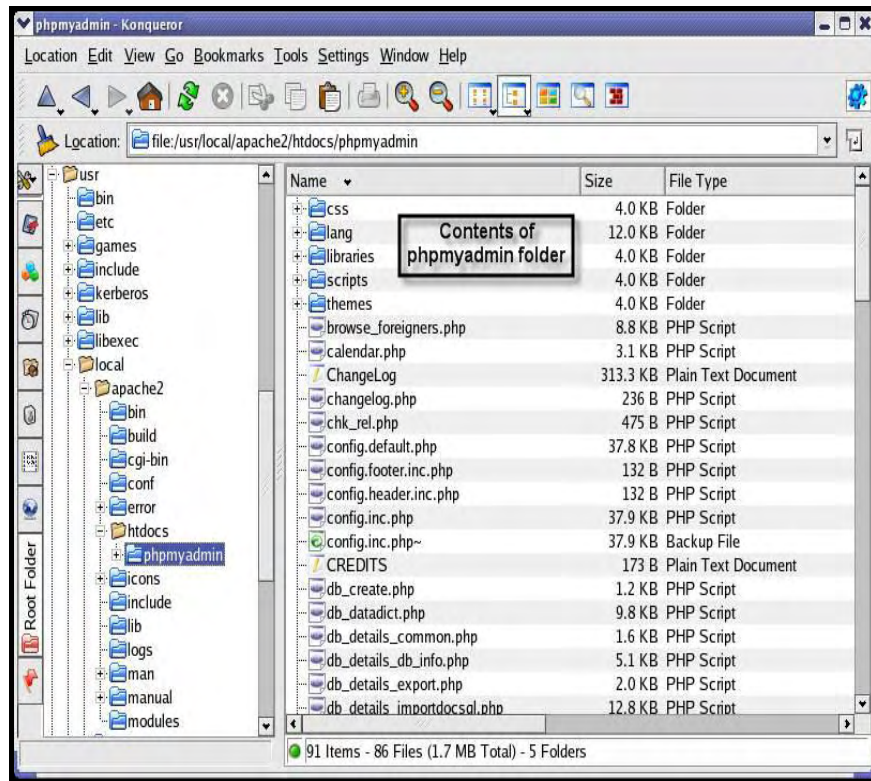 phpmyadmin - Konqueror
Location Edit View Go Bookmarks Tools Settings Window Help
Location: file:/usr/local/apache2/htdocs/phpmyadmin
usr
bin
etc
games
include
kerberos
lib
libexec
local
apache2
bin
build
cgi-bin
conf
error
htdocs
phpmyadmin
icons
include
lib
logs
man
manual
modules
Root Folder
Name Size File Type
css 4.0 KB Folder
lang 12.0 KB Folder
libraries 4.0 KB Folder
scripts 4.0 KB Folder
themes 4.0 KB Folder
Contents of
phpmyadmin folder
browse_foreigners.php 8.8 KB PHP Script
calendar.php 3.1 KB PHP Script
ChangeLog 313.3 KB Plain Text Document
changelog.php 236 B PHP Script
chk_rel.php 475 B PHP Script
config.default.php 37.8 KB PHP Script
config.footer.inc.php 132 B PHP Script
config.header.inc.php 132 B PHP Script
config.inc.php 37.9 KB PHP Script
config.inc.php~ 37.9 KB Backup File
CREDITS 173 B Plain Text Document
db_create.php 1.2 KB PHP Script
db_datadict.php 9.8 KB PHP Script
db_details_common.php 1.6 KB PHP Script
db_details_db_info.php 5.1 KB PHP Script
db_details_export.php 2.0 KB PHP Script
db_details_importdocsql.php 12.8 KB PHP Script
91 Items - 86 Files (1.7 MB Total) - 5 Folders